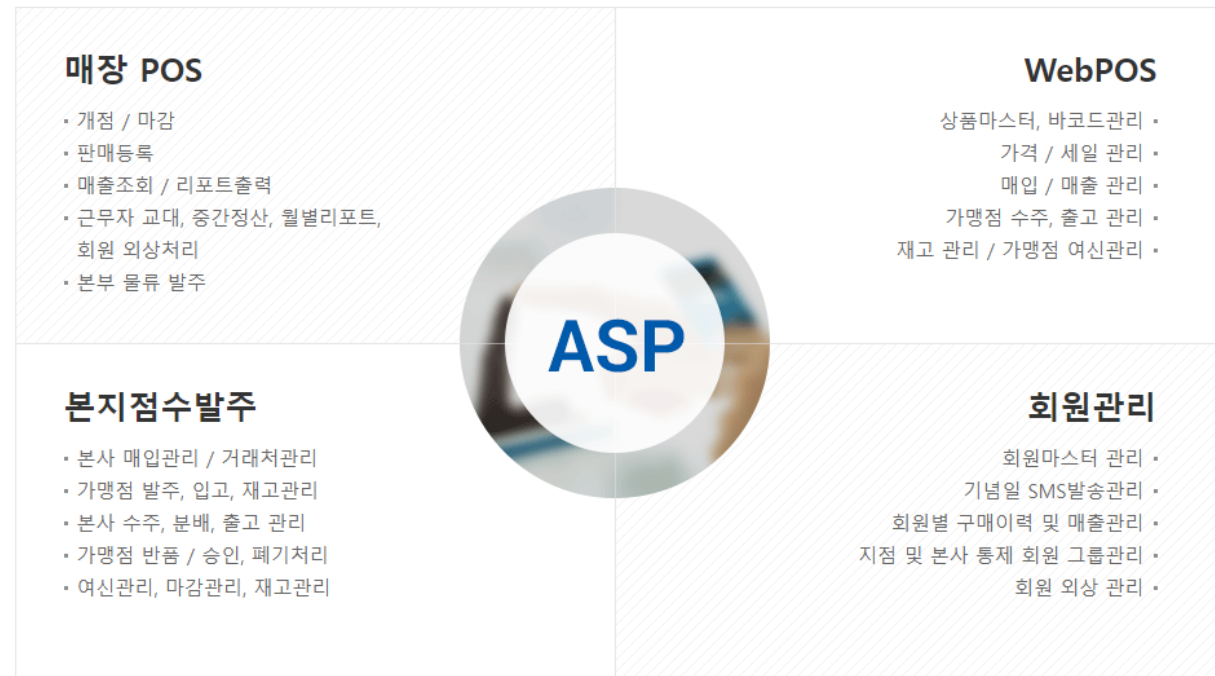 매장 POS
개점 / 마감
판매등록
매출조회 / 리포트출력
근무자 교대, 중간정산, 월별리포트,
회원 외상처리
본부 물류 발주
WebPOS
상품마스터, 바코드관리
가격 / 세일 관리
매입 / 매출 관리
가맹점 수주, 출고 관리
재고 관리 / 가맹점 여신관리
ASP
본지점수발주
본사 매입관리 / 거래처관리
가맹점 발주, 입고, 재고관리
본사 수주, 분배, 출고 관리
가맹점 반품 / 승인, 폐기처리
여신관리, 마감관리, 재고관리
회원관리
회원마스터 관리
기념일 SMS발송관리
회원별 구매이력 및 매출관리
지점 및 본사 통제 회원 그룹관리
회원 외상 관리